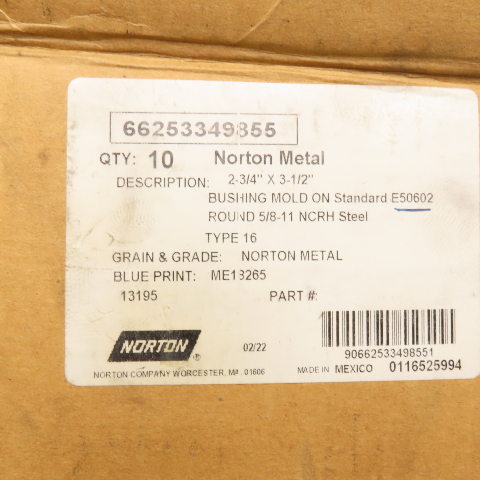 66253349855
QTY: 10 Norton Metal
DESCRIPTION: 2-3/4" X 3-1/2"
BUSHING MOLD ON Standard E50602
ROUND 5/8-11 NCRH Steel
TYPE 16
GRAIN & GRADE: NORTON METAL
BLUE PRINT: ME13265
13195 PART #:
NORTON®
02/22
90662533498551
NORTON COMPANY WORCESTER, MA 01606
MADE IN MEXICO 0116525994